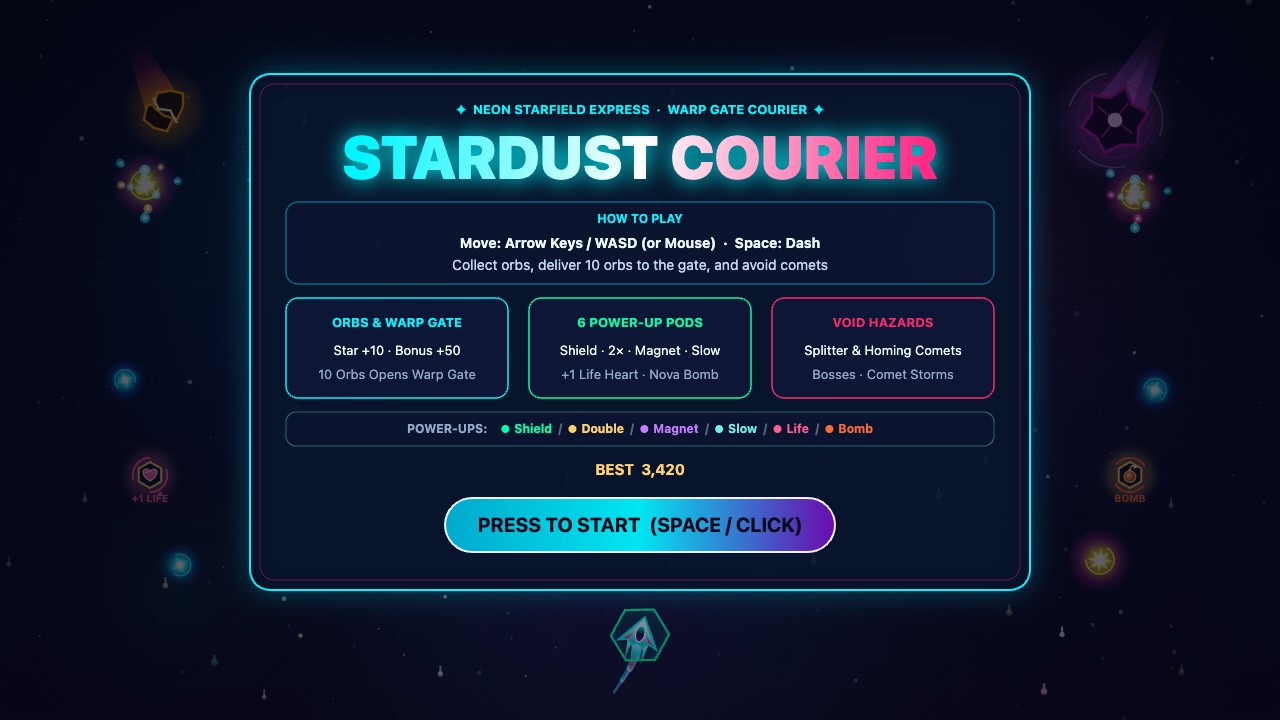 ✦ NEON STARFIELD EXPRESS · WARP GATE COURIER ✦
STARDUST COURIER
HOW TO PLAY
Move: Arrow Keys / WASD (or Mouse) · Space: Dash
Collect orbs, deliver 10 orbs to the gate, and avoid comets
ORBS & WARP GATE
Star +10 · Bonus +50
10 Orbs Opens Warp Gate
6 POWER-UP PODS
Shield · 2× · Magnet · Slow
+1 Life Heart · Nova Bomb
VOID HAZARDS
Splitter & Homing Comets
Bosses · Comet Storms
POWER-UPS: ● Shield / ● Double / ● Magnet / ● Slow / ● Life / ● Bomb
BEST 3,420
+1 LIFE
BOMB
PRESS TO START (SPACE / CLICK)